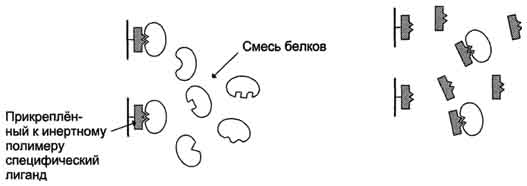 Смесь белков
Прикреплён-
ный к инертному
полимеру
специфический
лиганд